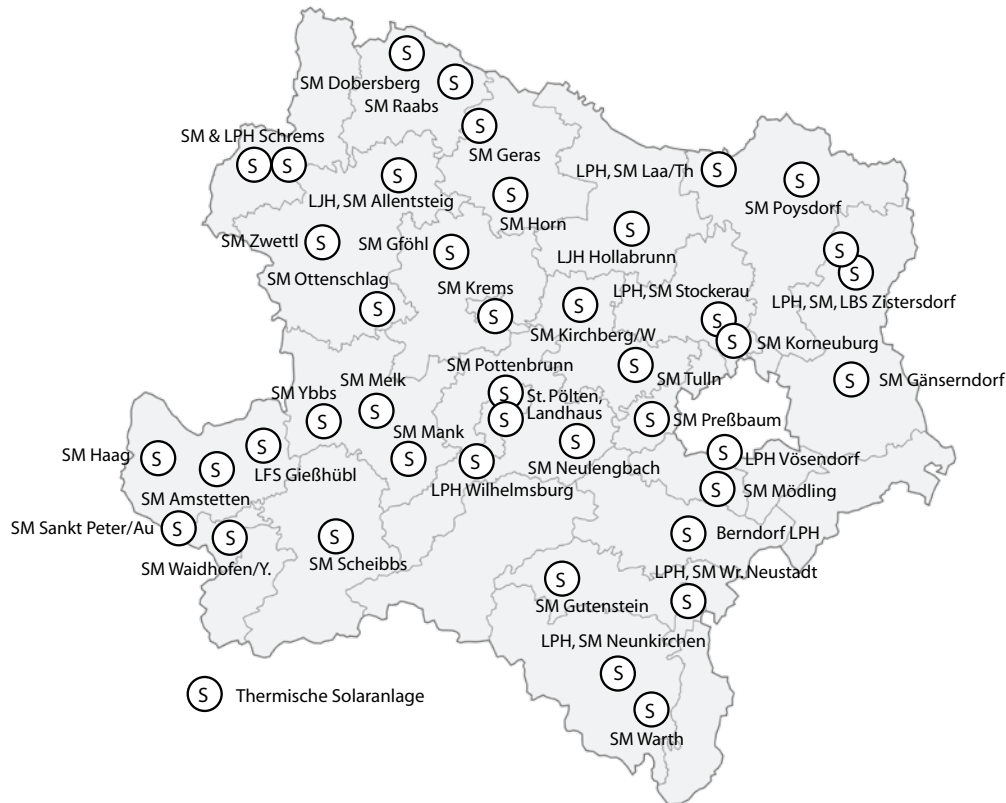 S
SM Dobersberg
S
SM Raabs
S
SM Geras
SM & LPH Schrems
S S
S
LJH, SM Allentsteig
S
SM Horn
LPH, SM Laa/Th
S
S
SM Poysdorf
SM Zwettl
S
SM Gföhl
S
S
LJH Hollabrunn
S
S
LPH, SM, LBS Zistersdorf
SM Ottenschlag
S
SM Krems
S
S
SM Kirchberg/W
LPH, SM Stockerau
S
S
SM Korneuburg
S
SM Tulln
S
SM Gänserndorf
SM Pottenbrunn
S
St. Pölten,
Landhaus
S
SM Melk
S
SM Ybbs
S
SM Mank
S
S
LPH Wilhelmsburg
S
SM Neulengbach
S
SM Preßbaum
S
LPH Vösendorf
S
SM Mödling
SM Haag
S
S
SM Amstetten
S
LFS Gießhübl
SM Sankt Peter/Au
S
S
SM Waidhofen/Y.
S
SM Scheibbs
S
Berndorf LPH
LPH, SM Wr. Neustadt
S
S
SM Gutenstein
LPH, SM Neunkirchen
S
S
SM Warth
S
Thermische Solaranlage